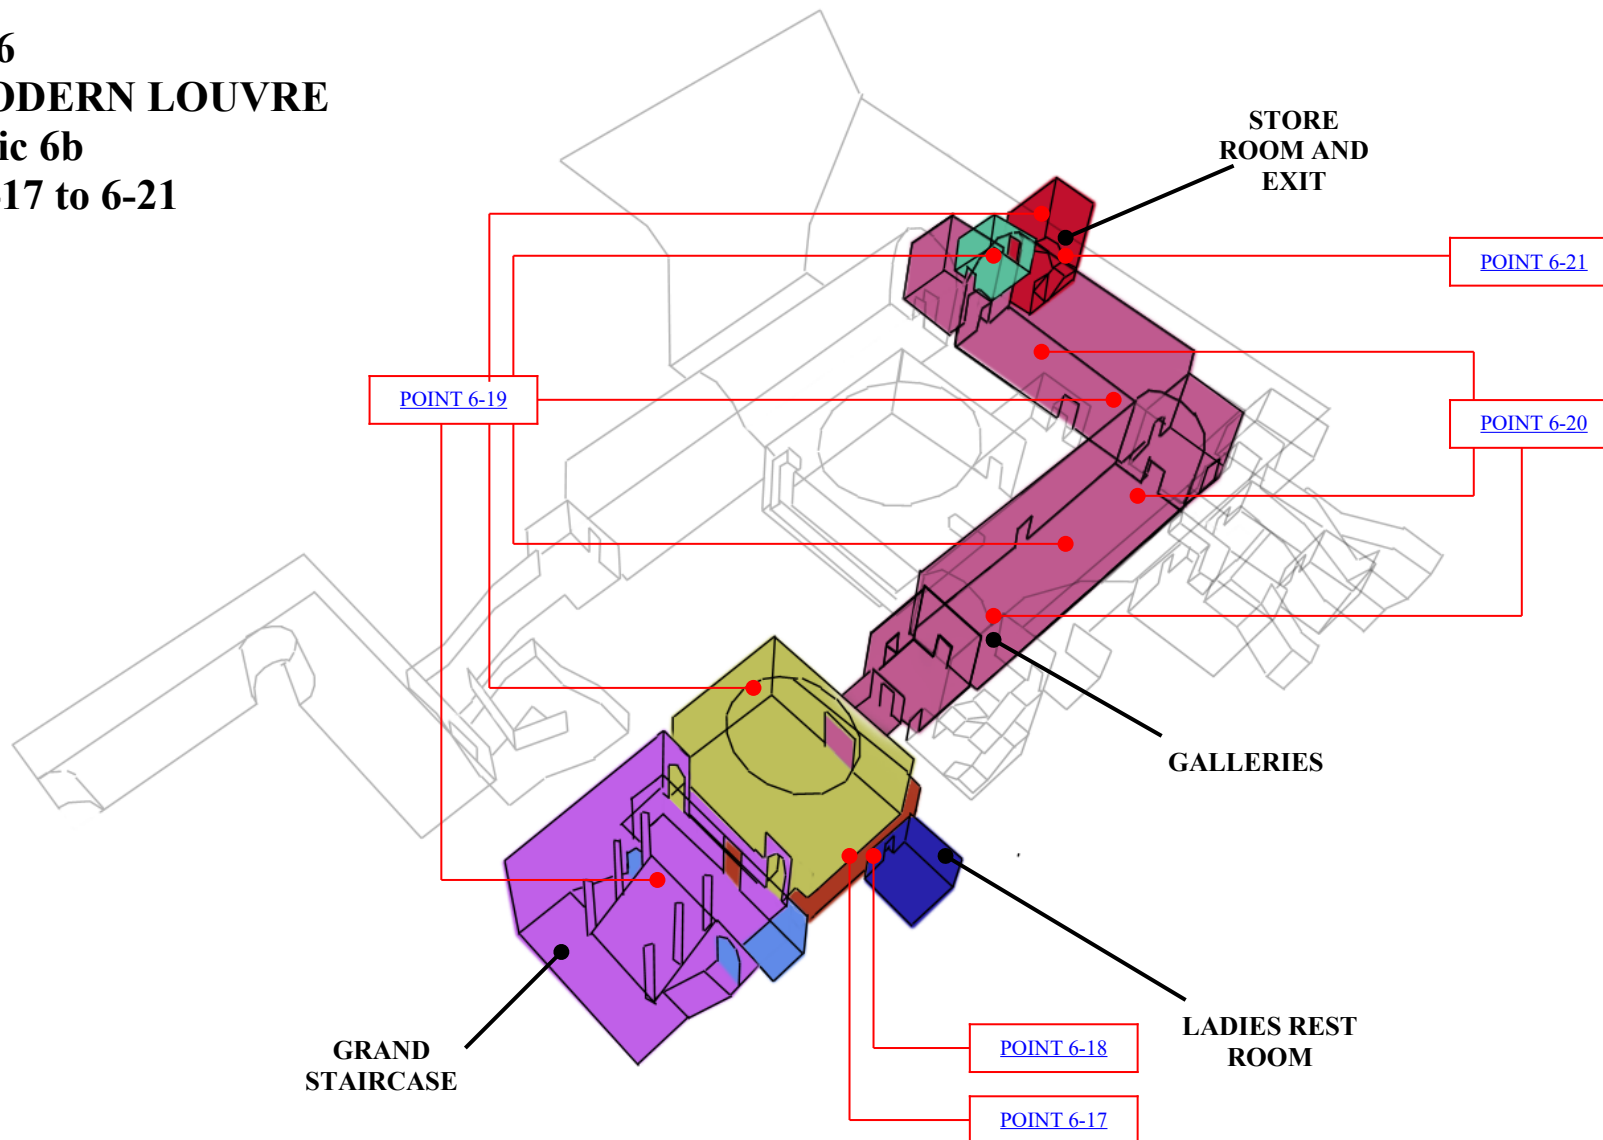 6
ODERN LOUVRE
ic 6b
-17 to 6-21
STORE
ROOM AND
EXIT
POINT 6-21
POINT 6-19
POINT 6-20
GALLERIES
GRAND
STAIRCASE
LADIES REST
ROOM
POINT 6-18
POINT 6-17